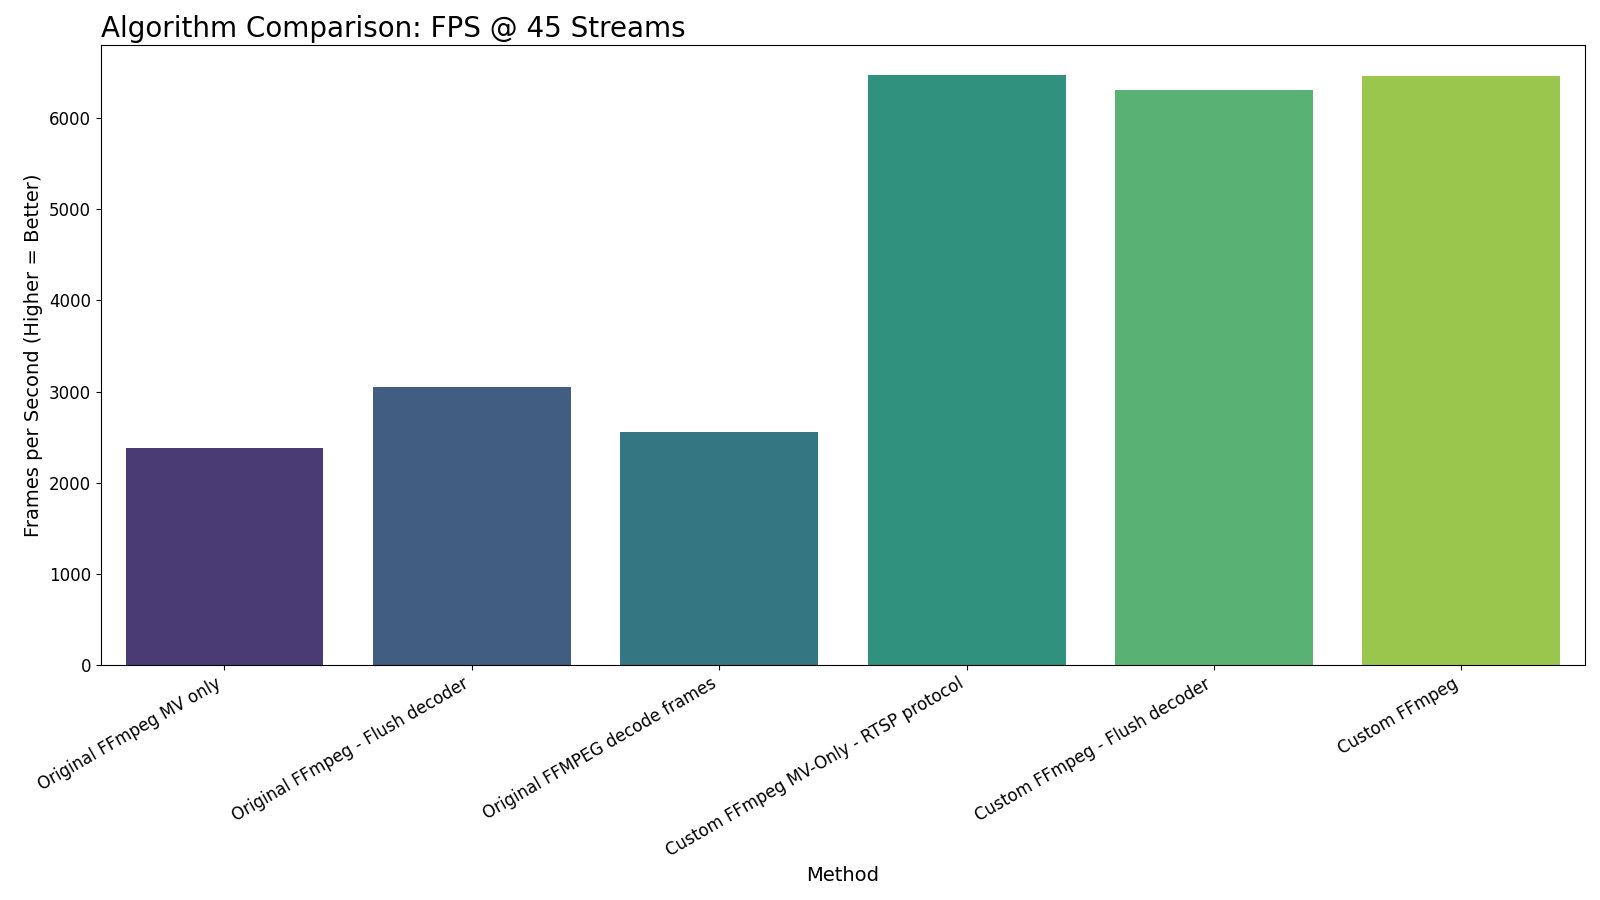 Algorithm Comparison: FPS @ 45 Streams
Frames per Second (Higher = Better)
6000
5000
4000
3000
2000
1000
0
Original FFmpeg MV only
Original FFmpeg - Flush decoder
Original FFMPEG decode frames
Custom FFmpeg MV-Only - RTSP protocol
Custom FFmpeg - Flush decoder
Custom FFmpeg
Method